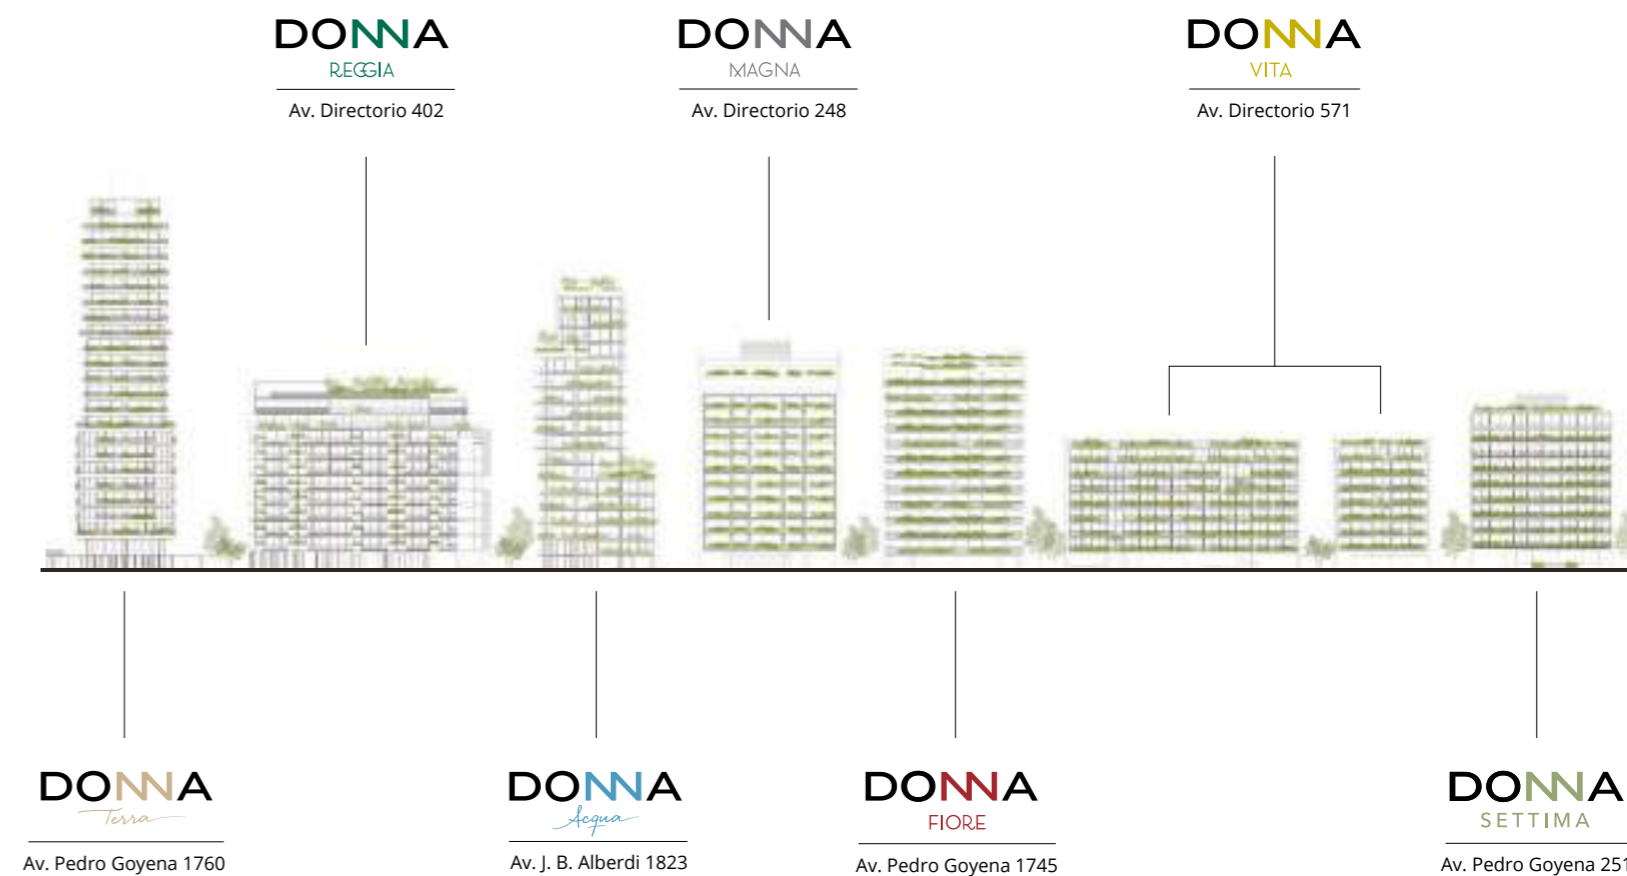 DONNA
REGGIA
Av. Directorio 402
DONNA
MAGNA
Av. Directorio 248
DONNA
VITA
Av. Directorio 571
DONNA
Terra
Av. Pedro Goyena 1760
DONNA
Acqua
Av. J. B. Alberdi 1823
DONNA
FIORE
Av. Pedro Goyena 1745
DONNA
SETTIMA
Av. Pedro Goyena 251